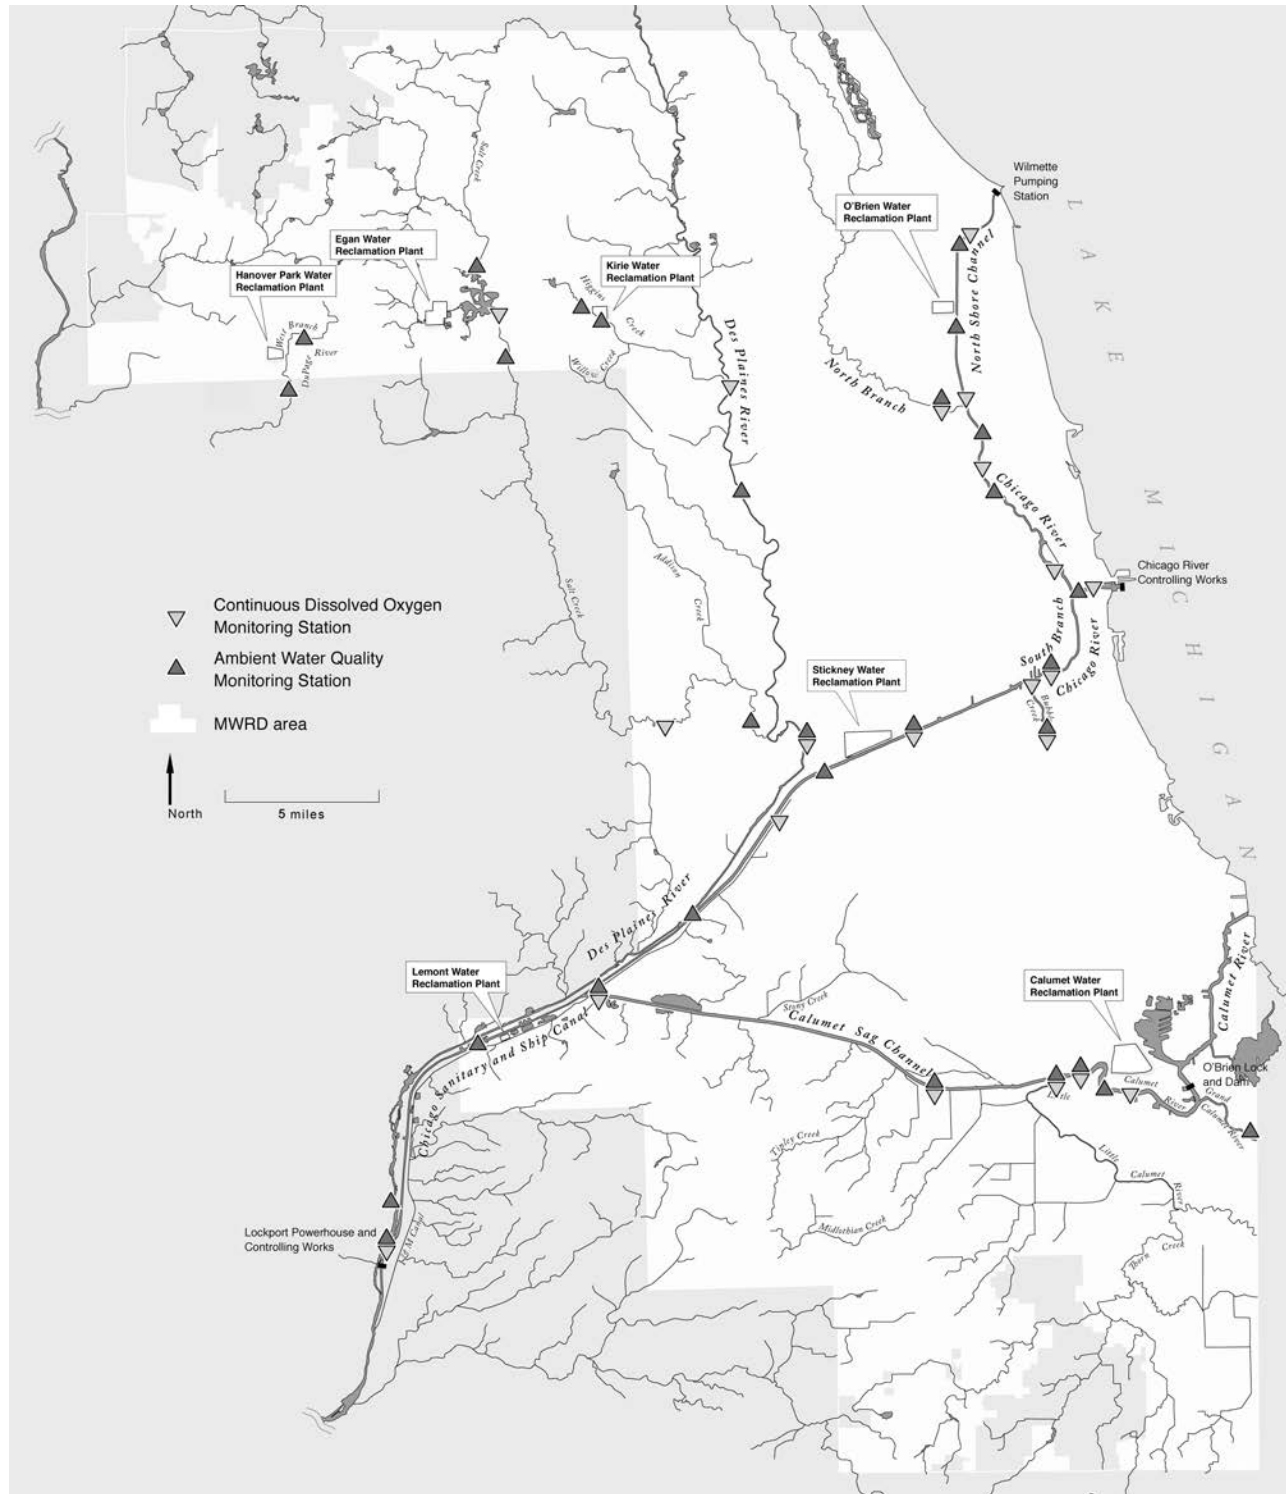 Wilmette
Pumping
Station
L A K E
M I C H I G A N
O'Brien Water
Reclamation Plant
Salt Creek
Egan Water
Reclamation Plant
Hanover Park Water
Reclamation Plant
Kirie Water
Reclamation Plant
Higgins
Creek
Willow Creek
West Branch
DuPage River
North Shore Channel
Des Plaines River
North Branch
Chicago River
Chicago River
Controlling Works
Addison
Creek
Salt Creek
Continuous Dissolved Oxygen
Monitoring Station
Ambient Water Quality
Monitoring Station
MWRD area
North
5 miles
South Branch
Chicago River
Bubbly
Creek
Stickney Water
Reclamation Plant
Des Plaines River
Lemont Water
Reclamation Plant
Chicago Sanitary and Ship Canal
Stony Creek
Calumet Sag Channel
Calumet Water
Reclamation Plant
Calumet River
O'Brien Lock
and Dam
Grand
Calumet River
Little
Calumet
River
Tinley Creek
Midlothian Creek
Little
Calumet
River
Thorn Creek
Lockport Powerhouse and
Controlling Works
I & M Canal